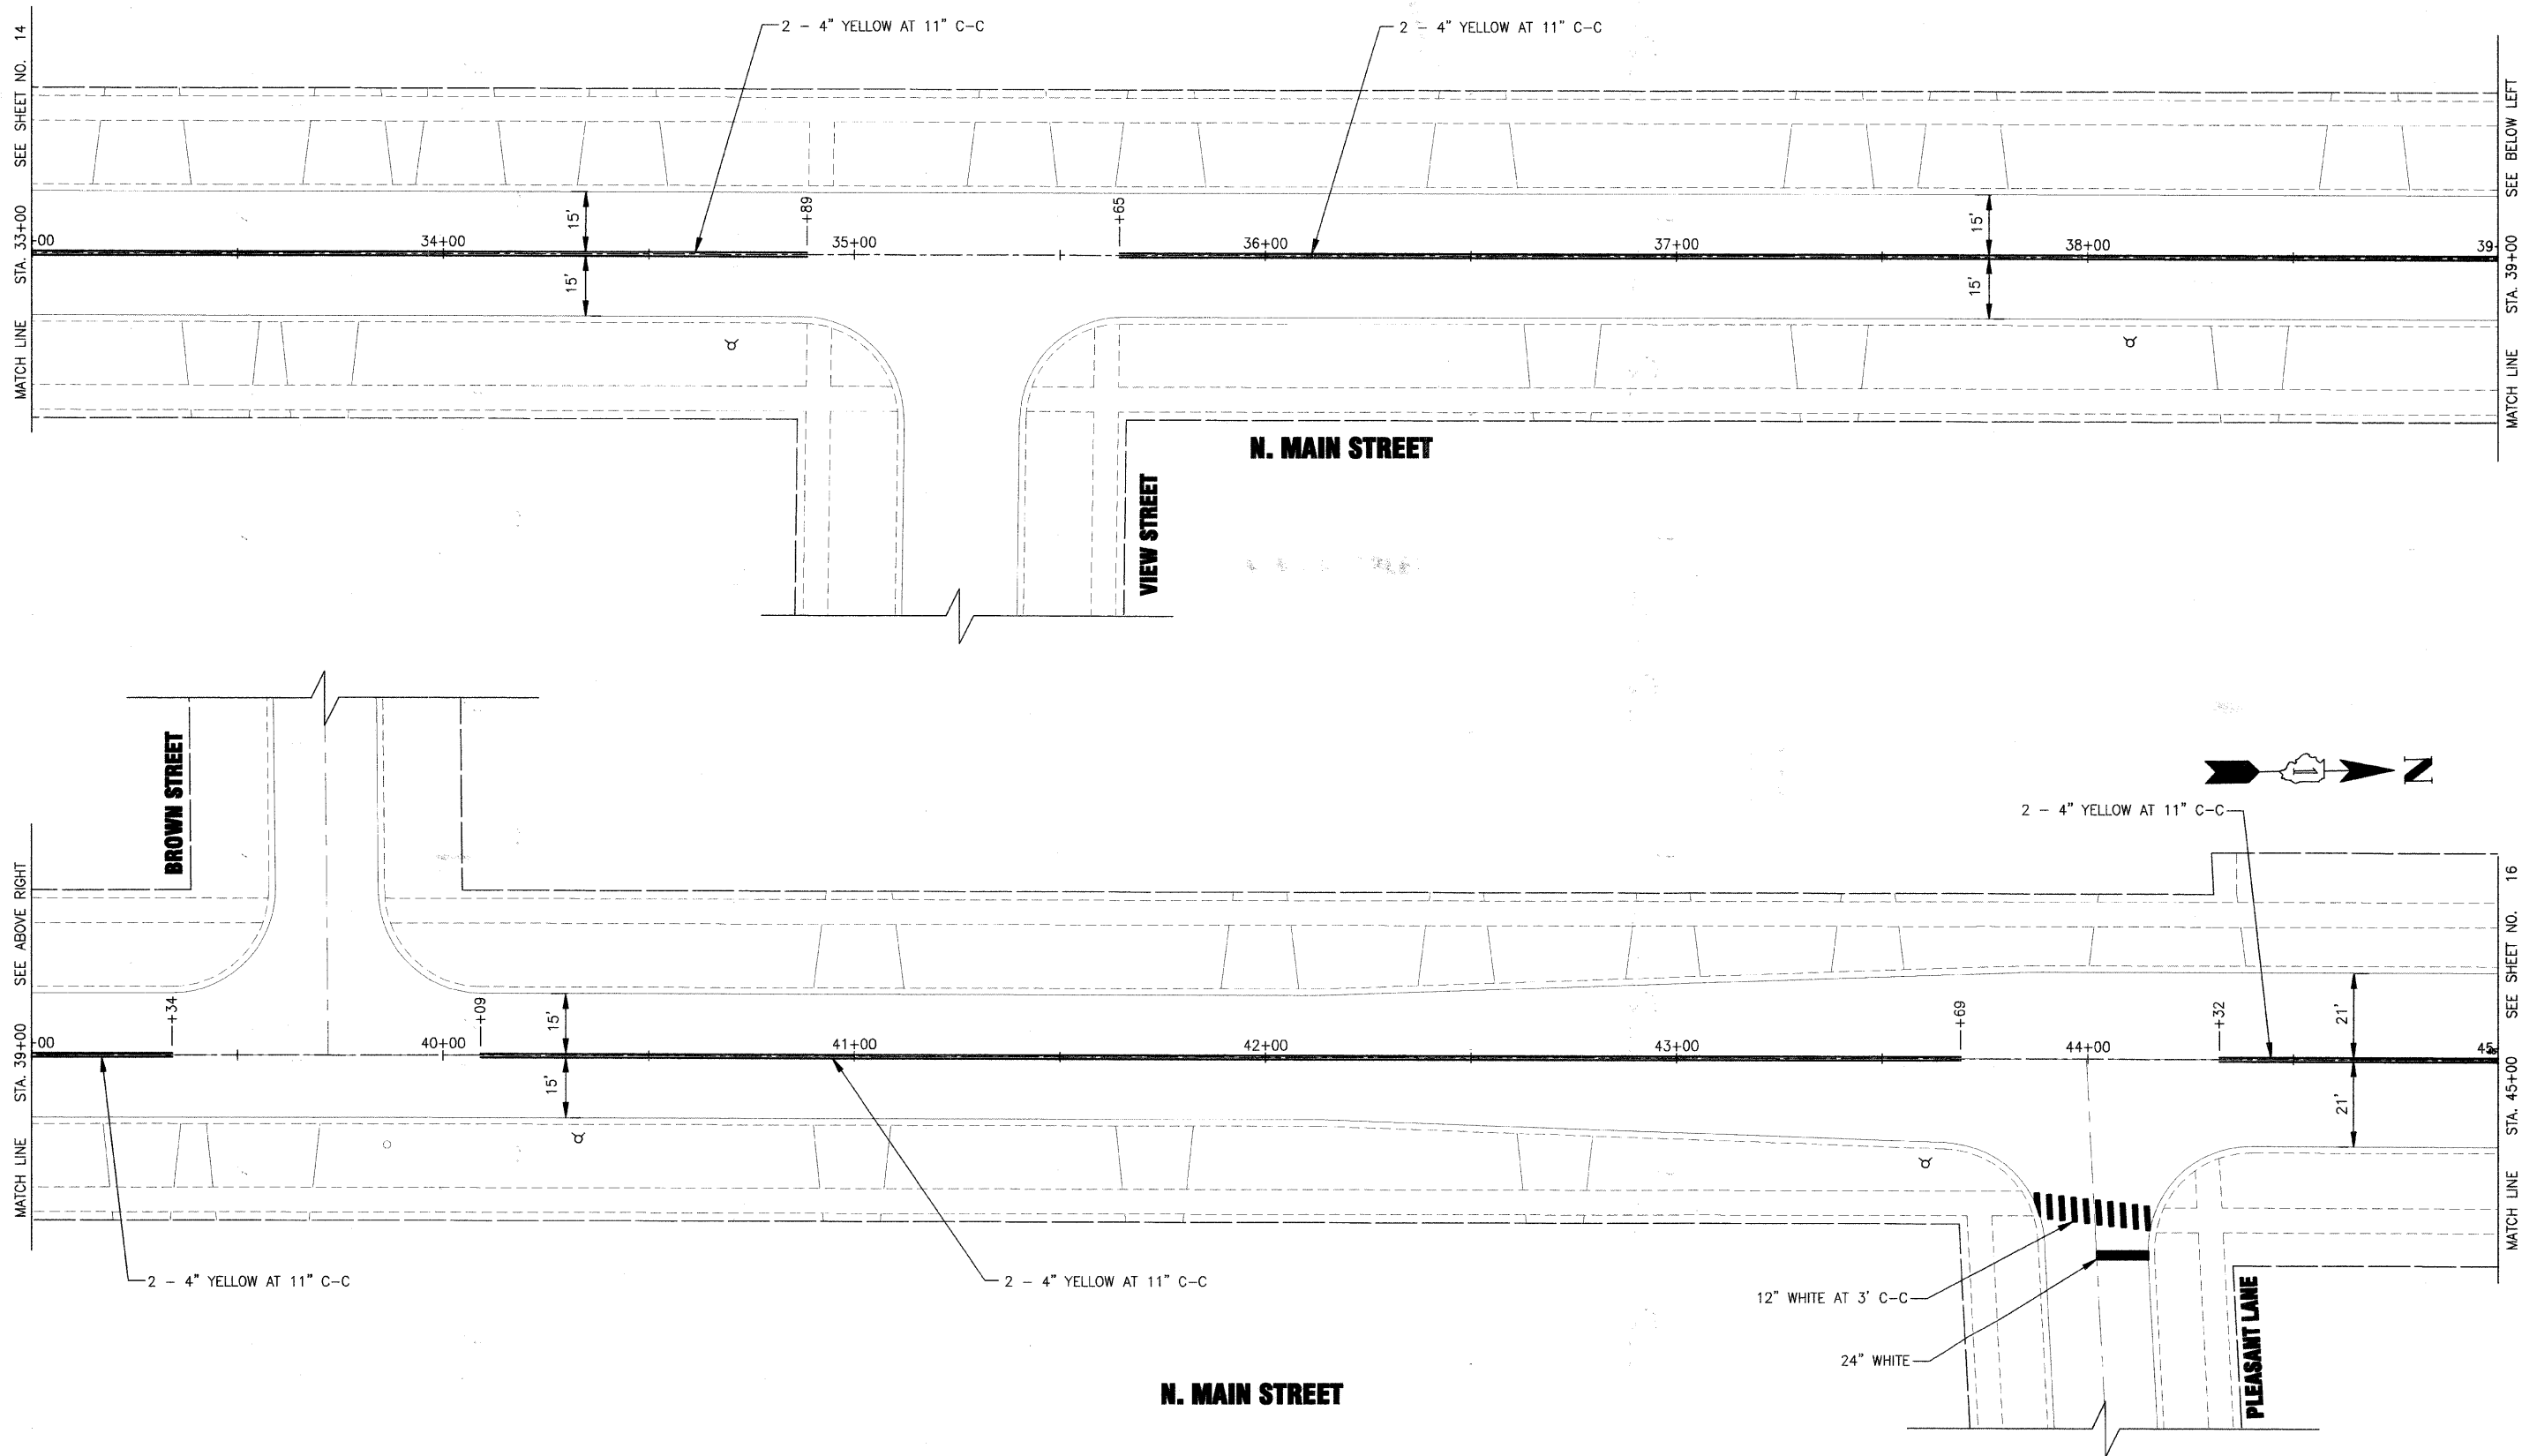 2 - 4" YELLOW AT 11" C-C
2 - 4" YELLOW AT 11" C-C
MATCH LINE STA. 33+00 SEE SHEET NO. 14
MATCH LINE STA. 39+00 SEE BELOW LEFT
15'
15'
+89
+65
15'
15'
+00
34+00
35+00
36+00
37+00
38+00
39+
N. MAIN STREET
VIEW STREET
BROWN STREET
N
2 - 4" YELLOW AT 11" C-C
MATCH LINE STA. 39+00 SEE ABOVE RIGHT
MATCH LINE STA. 45+00 SEE SHEET NO. 16
+34
+09
15'
15'
+69
+32
21'
21'
+00
40+00
41+00
42+00
43+00
44+00
45
2 - 4" YELLOW AT 11" C-C
2 - 4" YELLOW AT 11" C-C
12" WHITE AT 3' C-C
24" WHITE
PLEASANT LANE
N. MAIN STREET